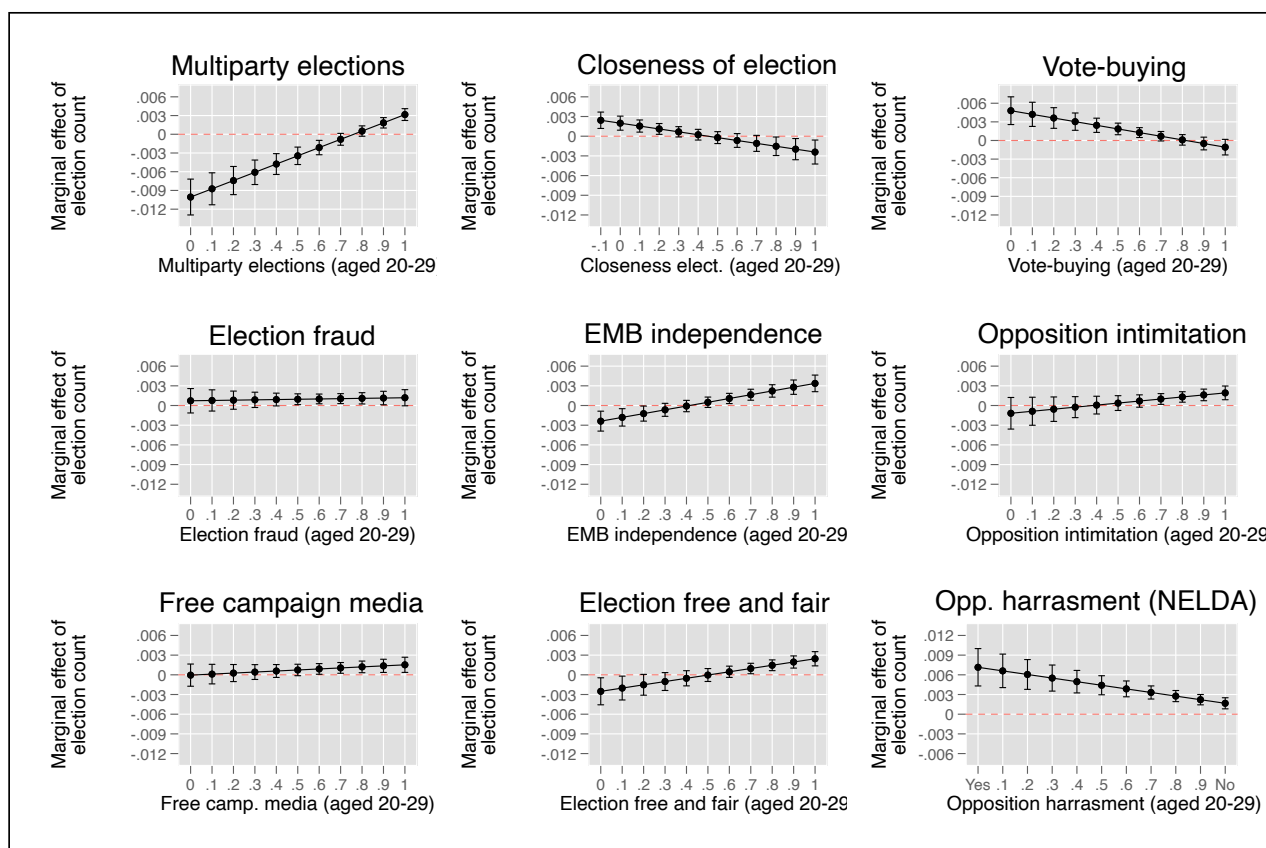 Multiparty elections
Marginal effect of
election count
.006
.003
0
-.003
-.006
-.009
-.012
0 .1 .2 .3 .4 .5 .6 .7 .8 .9 1
Multiparty elections (aged 20-29
Closeness of election
Marginal effect of
election count
.006
.003
0
-.003
-.006
-.009
-.012
-.1 0 .1 .2 .3 .4 .5 .6 .7 .8 .9 1
Closeness elect. (aged 20-29)
Vote-buying
Marginal effect of
election count
.006
.003
0
-.003
-.006
-.009
-.012
0 .1 .2 .3 .4 .5 .6 .7 .8 .9 1
Vote-buying (aged 20-29)
Election fraud
Marginal effect of
election count
.006
.003
0
-.003
-.006
-.009
-.012
0 .1 .2 .3 .4 .5 .6 .7 .8 .9 1
Election fraud (aged 20-29)
EMB independence
Marginal effect of
election count
.006
.003
0
-.003
-.006
-.009
-.012
0 .1 .2 .3 .4 .5 .6 .7 .8 .9 1
EMB independence (aged 20-29
Opposition intimitation
Marginal effect of
election count
.006
.003
0
-.003
-.006
-.009
-.012
0 .1 .2 .3 .4 .5 .6 .7 .8 .9 1
Opposition intimitation (aged 20-29
Free campaign media
Marginal effect of
election count
.006
.003
0
-.003
-.006
-.009
-.012
0 .1 .2 .3 .4 .5 .6 .7 .8 .9 1
Free camp. media (aged 20-29)
Election free and fair
Marginal effect of
election count
.006
.003
0
-.003
-.006
-.009
-.012
0 .1 .2 .3 .4 .5 .6 .7 .8 .9 1
Election free and fair (aged 20-29)
Opp. harrasment (NELDA)
Marginal effect of
election count
.012
.009
.006
.003
0
-.003
-.006
Yes .1 .2 .3 .4 .5 .6 .7 .8 .9 No
Opposition harrasment (aged 20-29)